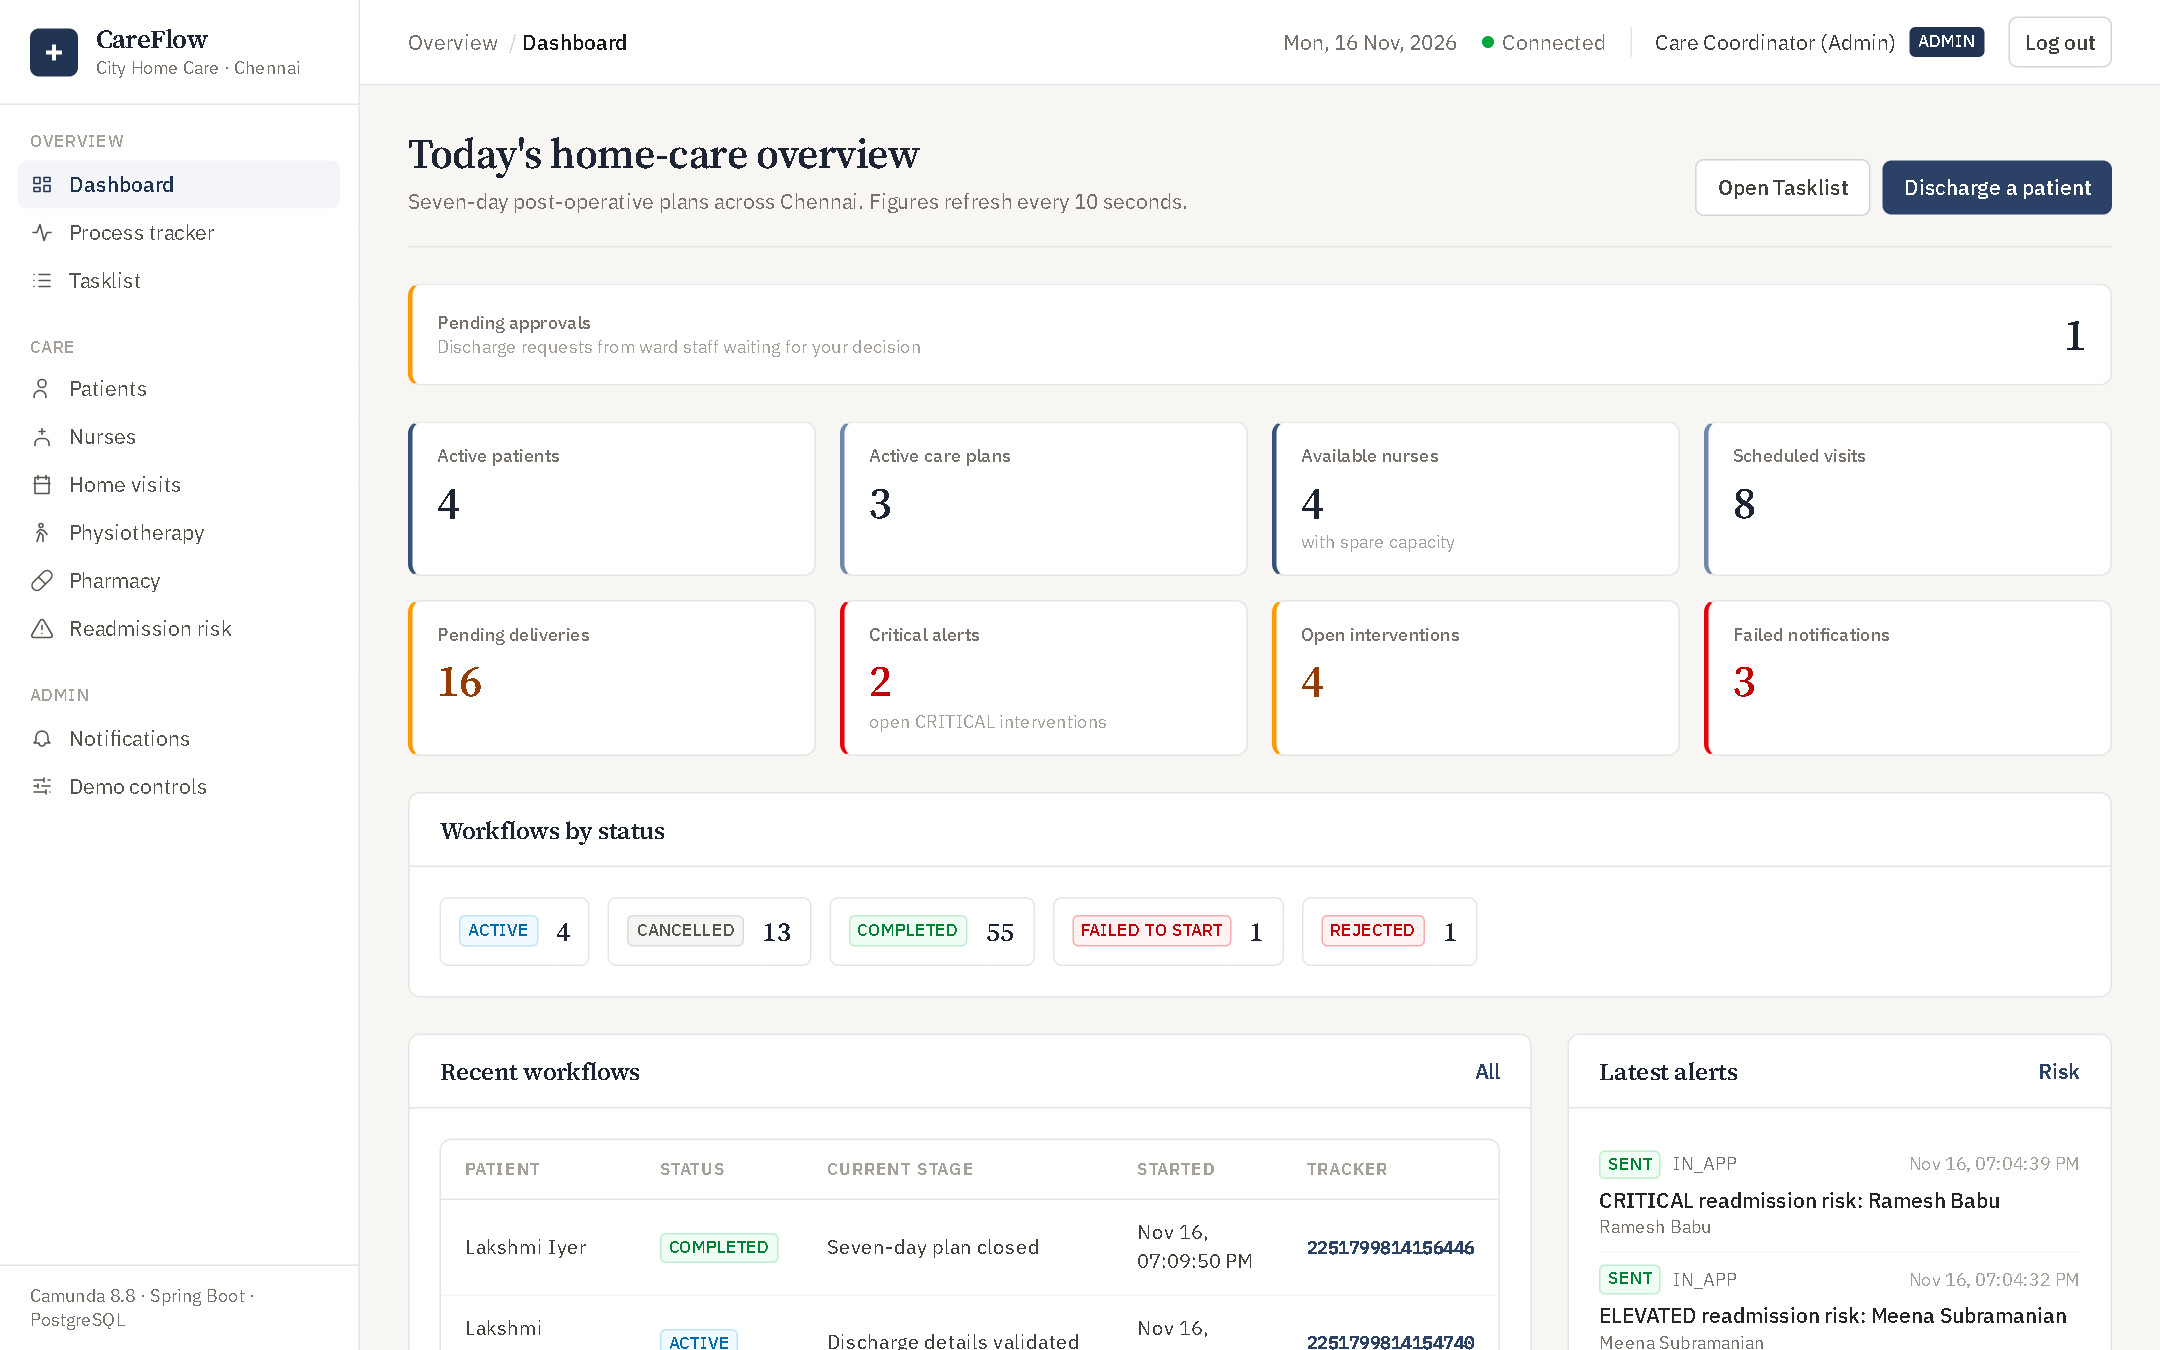 CareFlow
City Home Care · Chennai
OVERVIEW
Dashboard
Process tracker
Tasklist
CARE
Patients
Nurses
Home visits
Physiotherapy
Pharmacy
Readmission risk
ADMIN
Notifications
Demo controls
Camunda 8.8 · Spring Boot ·
PostgreSQL
Overview / Dashboard
Mon, 16 Nov, 2026
Connected
Care Coordinator (Admin)
ADMIN
Log out
Today's home-care overview
Seven-day post-operative plans across Chennai. Figures refresh every 10 seconds.
Open Tasklist
Discharge a patient
Pending approvals
Discharge requests from ward staff waiting for your decision
1
Active patients
4
Active care plans
3
Available nurses
4
with spare capacity
Scheduled visits
8
Pending deliveries
16
Critical alerts
2
open CRITICAL interventions
Open interventions
4
Failed notifications
3
Workflows by status
ACTIVE 4
CANCELLED 13
COMPLETED 55
FAILED TO START 1
REJECTED 1
Recent workflows
All
PATIENT STATUS CURRENT STAGE STARTED TRACKER
Lakshmi Iyer COMPLETED Seven-day plan closed Nov 16, 07:09:50 PM 2251799814156446
Lakshmi ACTIVE Discharge details validated Nov 16, 2251799814154740
Latest alerts
Risk
SENT IN_APP Nov 16, 07:04:39 PM
CRITICAL readmission risk: Ramesh Babu
Ramesh Babu
SENT IN_APP Nov 16, 07:04:32 PM
ELEVATED readmission risk: Meena Subramanian
Meena Subramanian